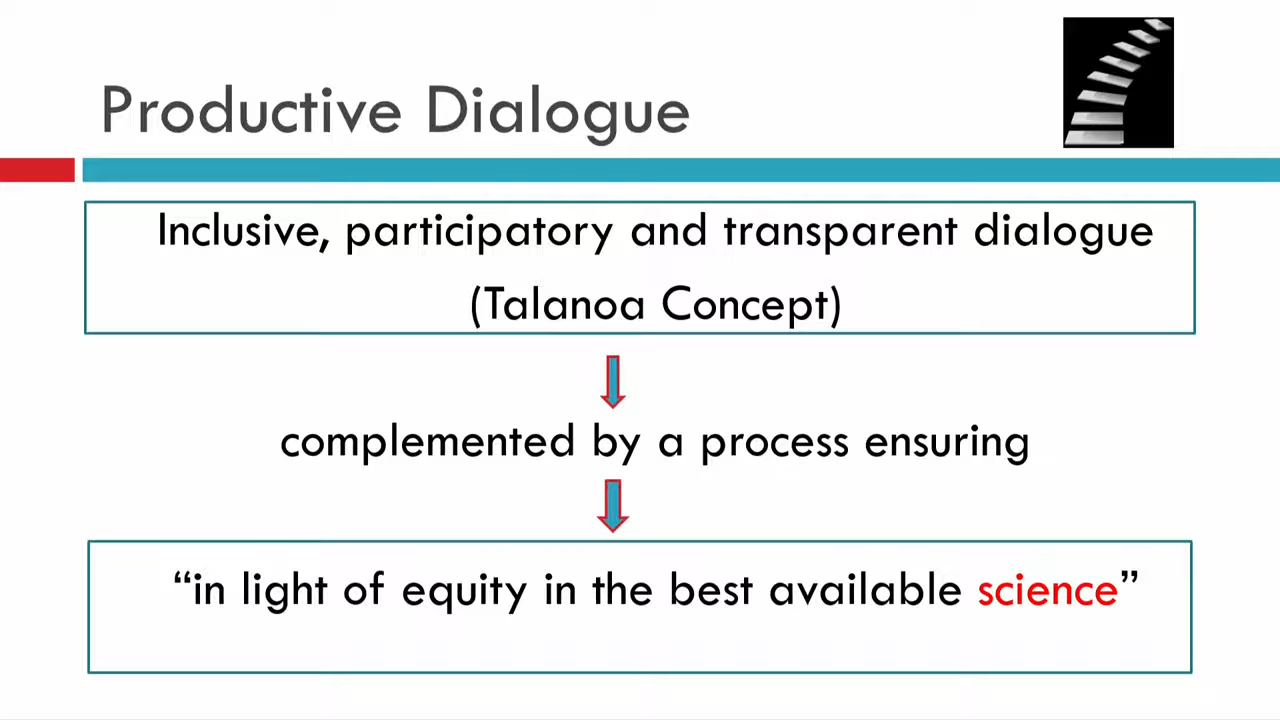 Productive Dialogue
Inclusive, participatory and transparent dialogue
(Talanoa Concept)
complemented by a process ensuring
“in light of equity in the best available science”